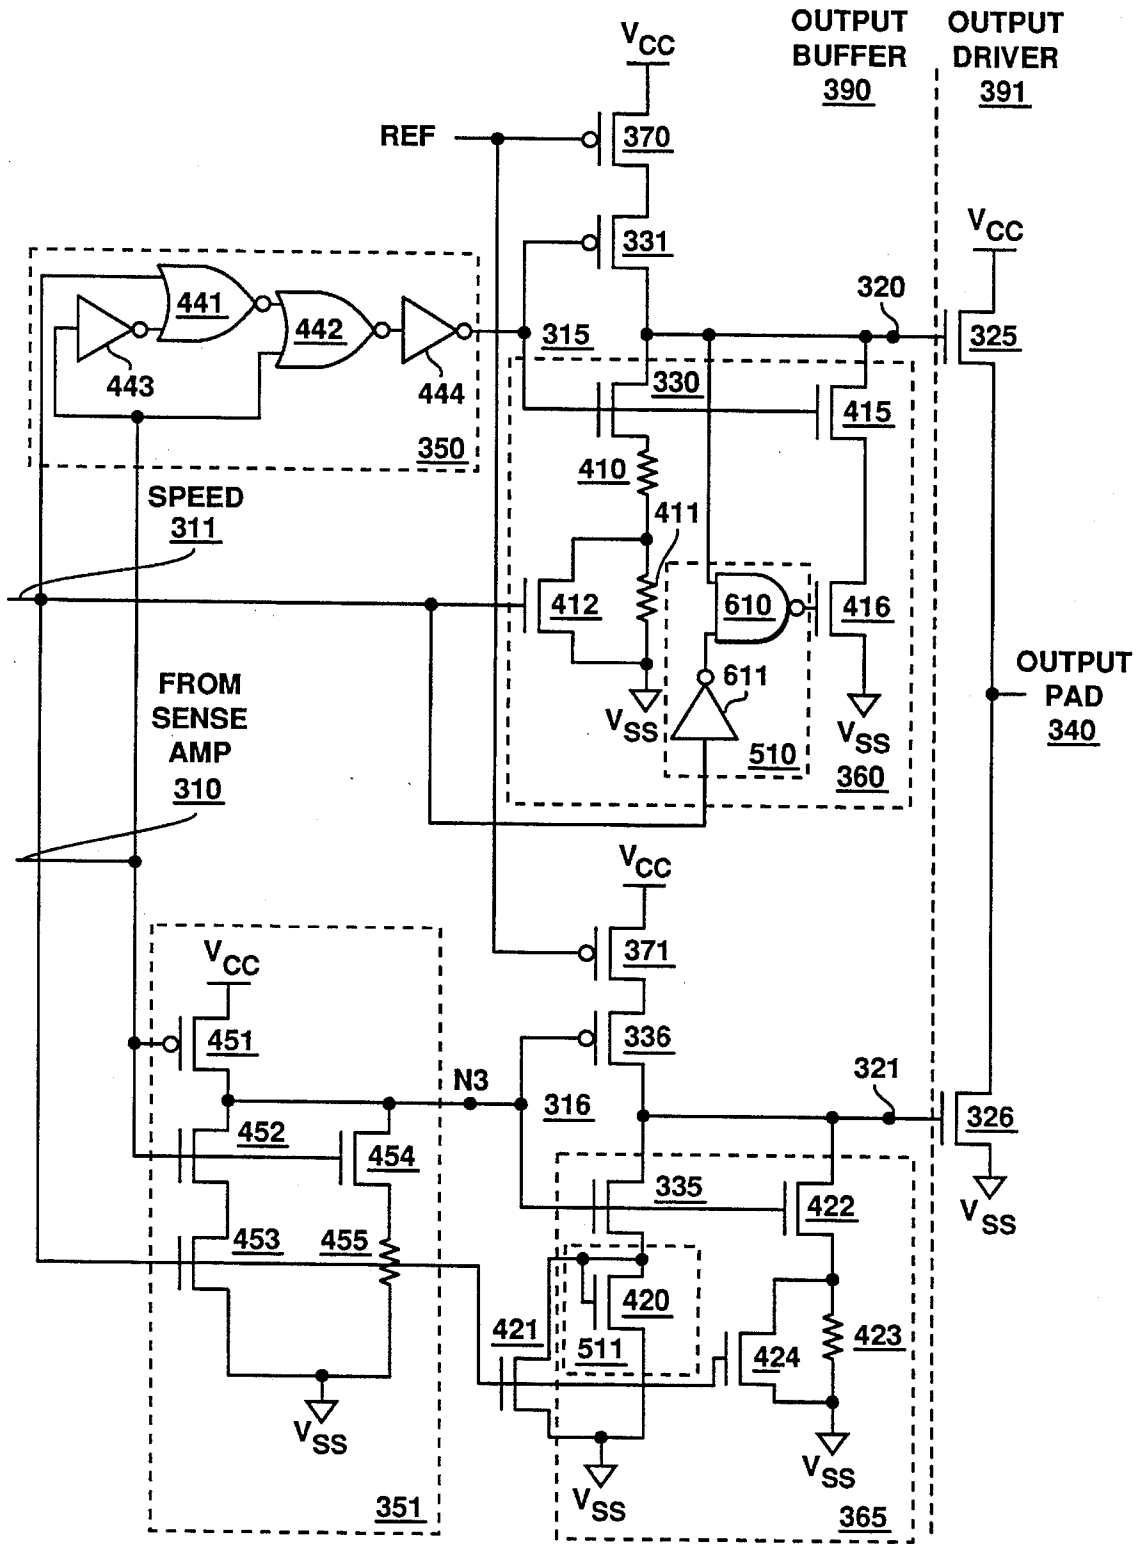 OUTPUT BUFFER 390
OUTPUT DRIVER 391
VCC
REF
370
331
VCC
441
442
443
444
315
320
325
330
415
350
410
SPEED 311
411
412
610
416
611
FROM SENSE AMP 310
VSS
VSS
510
360
OUTPUT PAD 340
VCC
371
VCC
451
336
N3
316
321
326
452
454
335
422
VSS
453
455
420
421
511
424
423
VSS
VSS
VSS
351
365